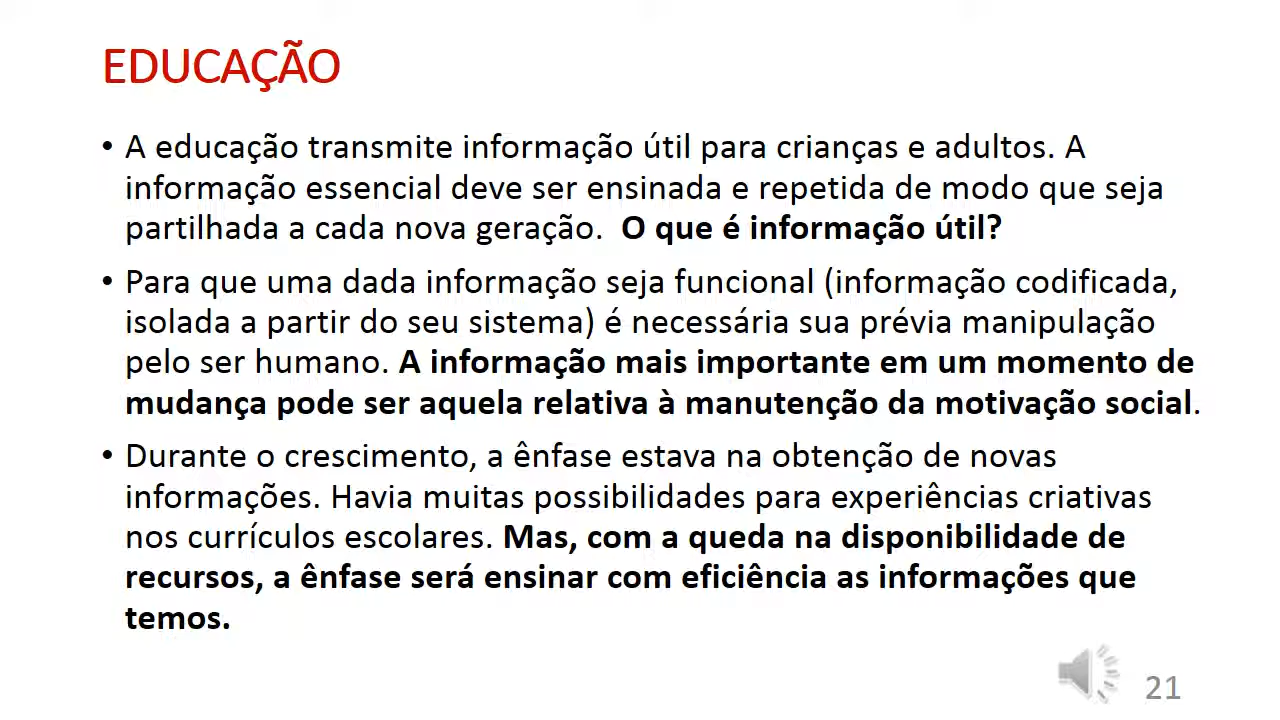 EDUCAÇÃO
• A educação transmite informação útil para crianças e adultos. A
informação essencial deve ser ensinada e repetida de modo que seja
partilhada a cada nova geração.  O que é informação útil?
• Para que uma dada informação seja funcional (informação codificada,
isolada a partir do seu sistema) é necessária sua prévia manipulação
pelo ser humano. A informação mais importante em um momento de
mudança pode ser aquela relativa à manutenção da motivação social.
• Durante o crescimento, a ênfase estava na obtenção de novas
informações. Havia muitas possibilidades para experiências criativas
nos currículos escolares. Mas, com a queda na disponibilidade de
recursos, a ênfase será ensinar com eficiência as informações que
temos.
21